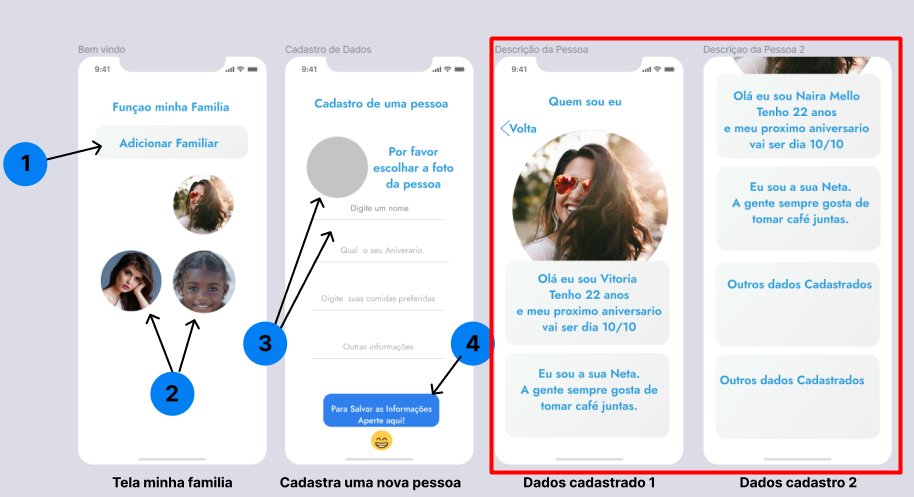 Bem vindo
9:41
Funçao minha Familia
Adicionar Familiar
1
2
Tela minha familia
Cadastro de Dados
9:41
Cadastro de uma pessoa
Por favor
escolhar a foto
da pessoa
Digite um nome
Qual o seu Aniverario.
Digite suas comidas preferidas
Outras informações
3
4
Para Salvar as Informações
Aperte aqui!
Cadastra uma nova pessoa
Descrição da Pessoa
9:41
Quem sou eu
Volta
Olá eu sou Vitoria
Tenho 22 anos
e meu proximo aniversario
vai ser dia 10/10
Eu sou a sua Neta.
A gente sempre gosta de
tomar café juntas.
Dados cadastrado 1
Descriçao da Pessoa 2
Olá eu sou Naira Mello
Tenho 22 anos
e meu proximo aniversario
vai ser dia 10/10
Eu sou a sua Neta.
A gente sempre gosta de
tomar café juntas.
Outros dados Cadastrados
Outros dados Cadastrados
Dados cadastro 2